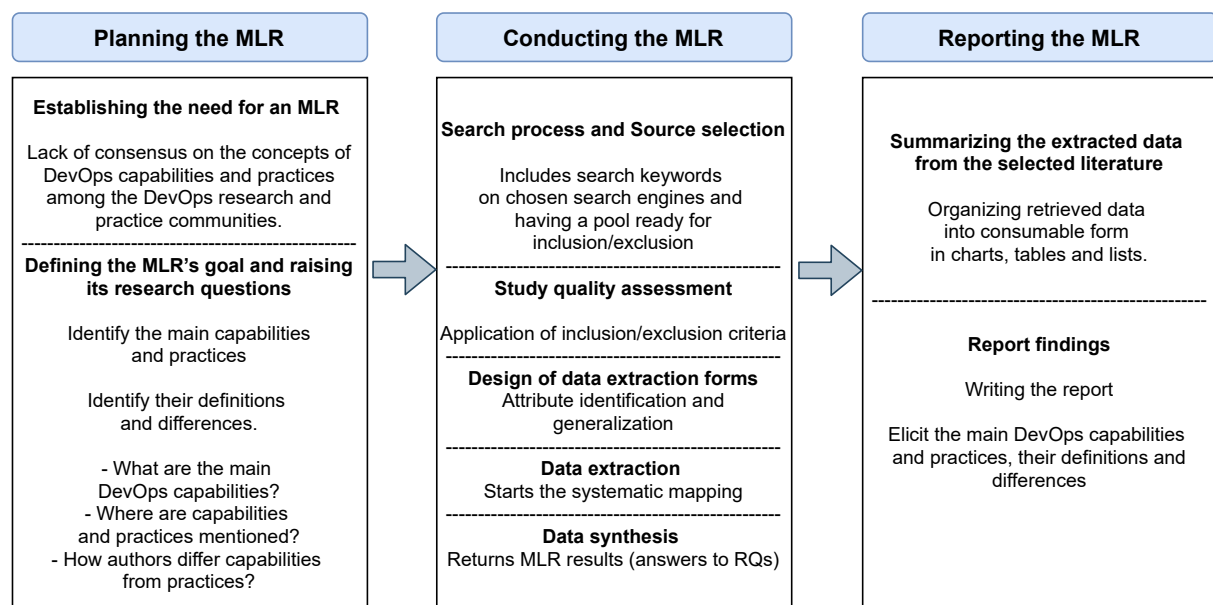 Planning the MLR
Establishing the need for an MLR
Lack of consensus on the concepts of
DevOps capabilities and practices
among the DevOps research and
practice communities.
Defining the MLR's goal and raising
its research questions
Identify the main capabilities
and practices
Identify their definitions
and differences.
- What are the main
DevOps capabilities?
- Where are capabilities
and practices mentioned?
- How authors differ capabilities
from practices?
Conducting the MLR
Search process and Source selection
Includes search keywords
on chosen search engines and
having a pool ready for
inclusion/exclusion
Study quality assessment
Application of inclusion/exclusion criteria
Design of data extraction forms
Attribute identification and
generalization
Data extraction
Starts the systematic mapping
Data synthesis
Returns MLR results (answers to RQs)
Reporting the MLR
Summarizing the extracted data
from the selected literature
Organizing retrieved data
into consumable form
in charts, tables and lists.
Report findings
Writing the report
Elicit the main DevOps capabilities
and practices, their definitions and
differences